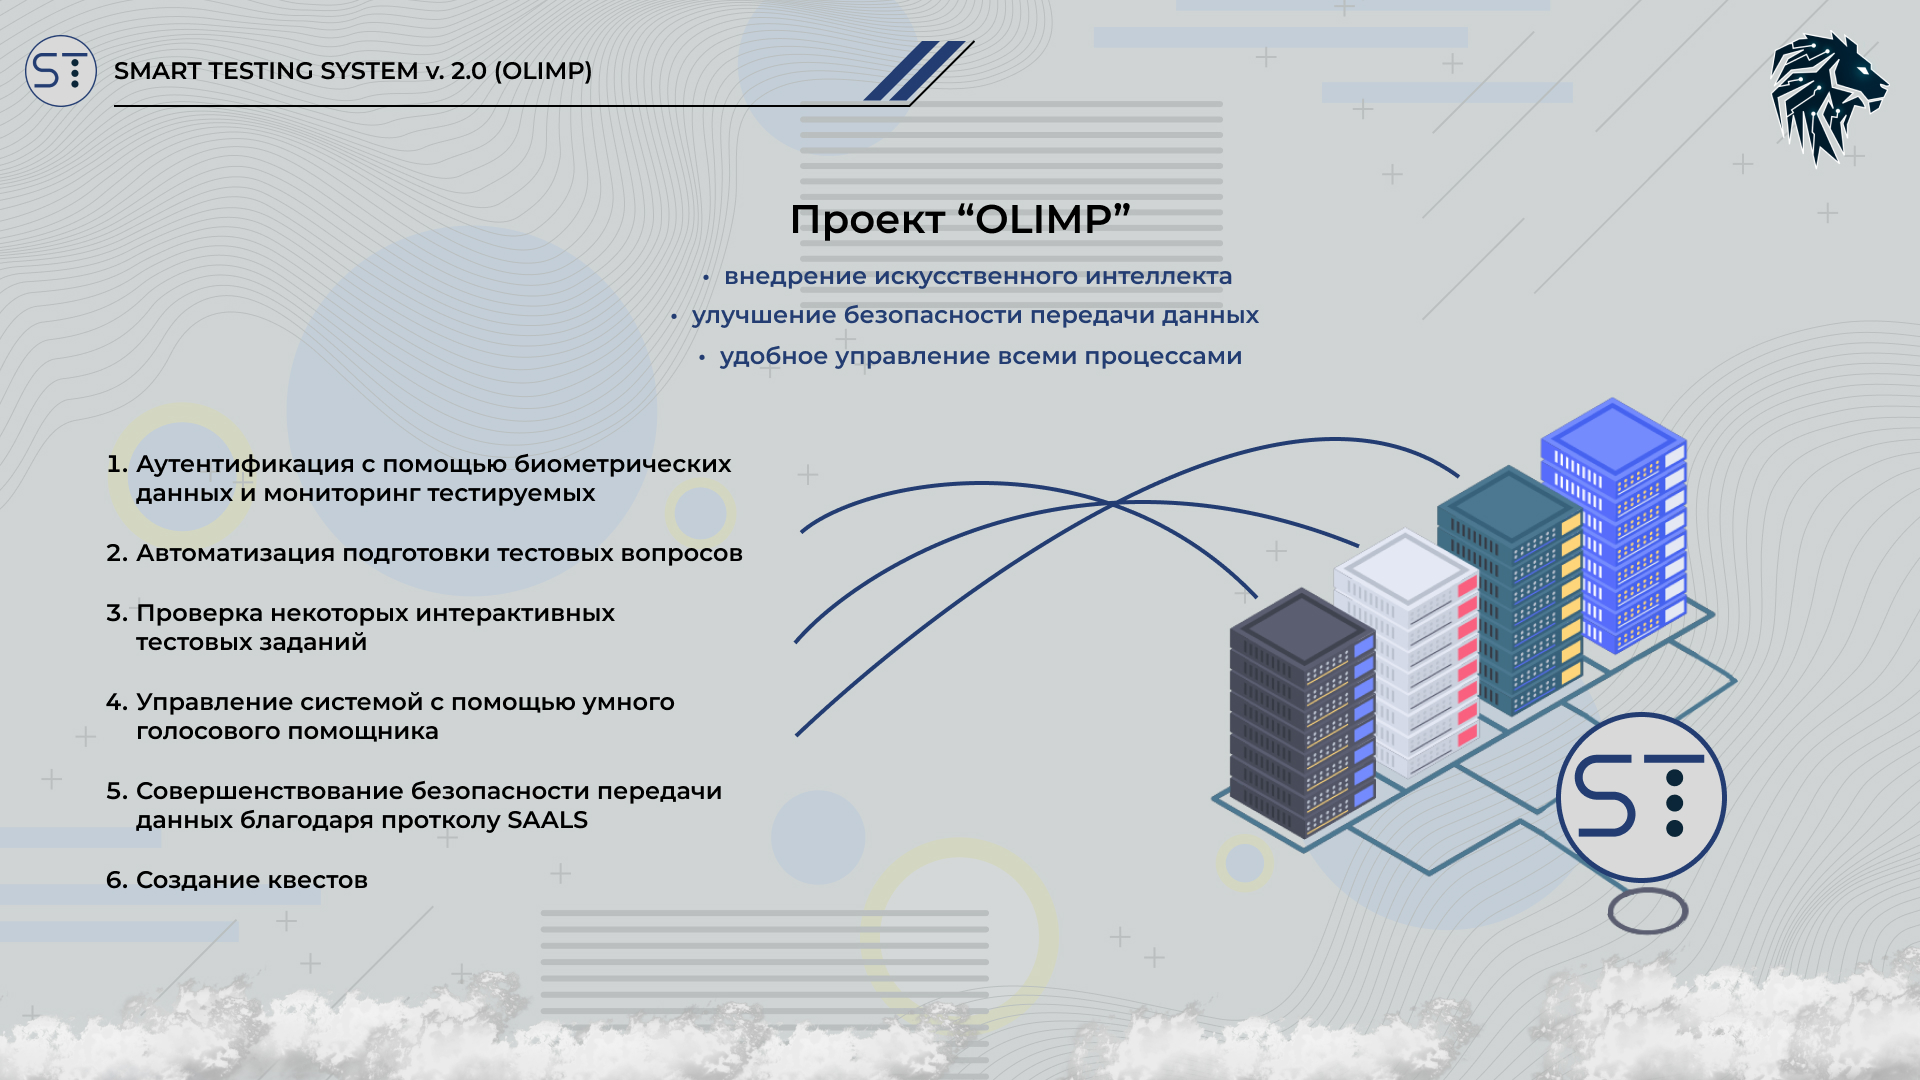 ST
SMART TESTING SYSTEM v. 2.0 (OLIMP)
Проект “OLIMP”
• внедрение искусственного интеллекта
• улучшение безопасности передачи данных
• удобное управление всеми процессами
1. Аутентификация с помощью биометрических
данных и мониторинг тестируемых
2. Автоматизация подготовки тестовых вопросов
3. Проверка некоторых интерактивных
тестовых заданий
4. Управление системой с помощью умного
голосового помощника
5. Совершенствование безопасности передачи
данных благодаря протколу SAALS
6. Создание квестов
ST